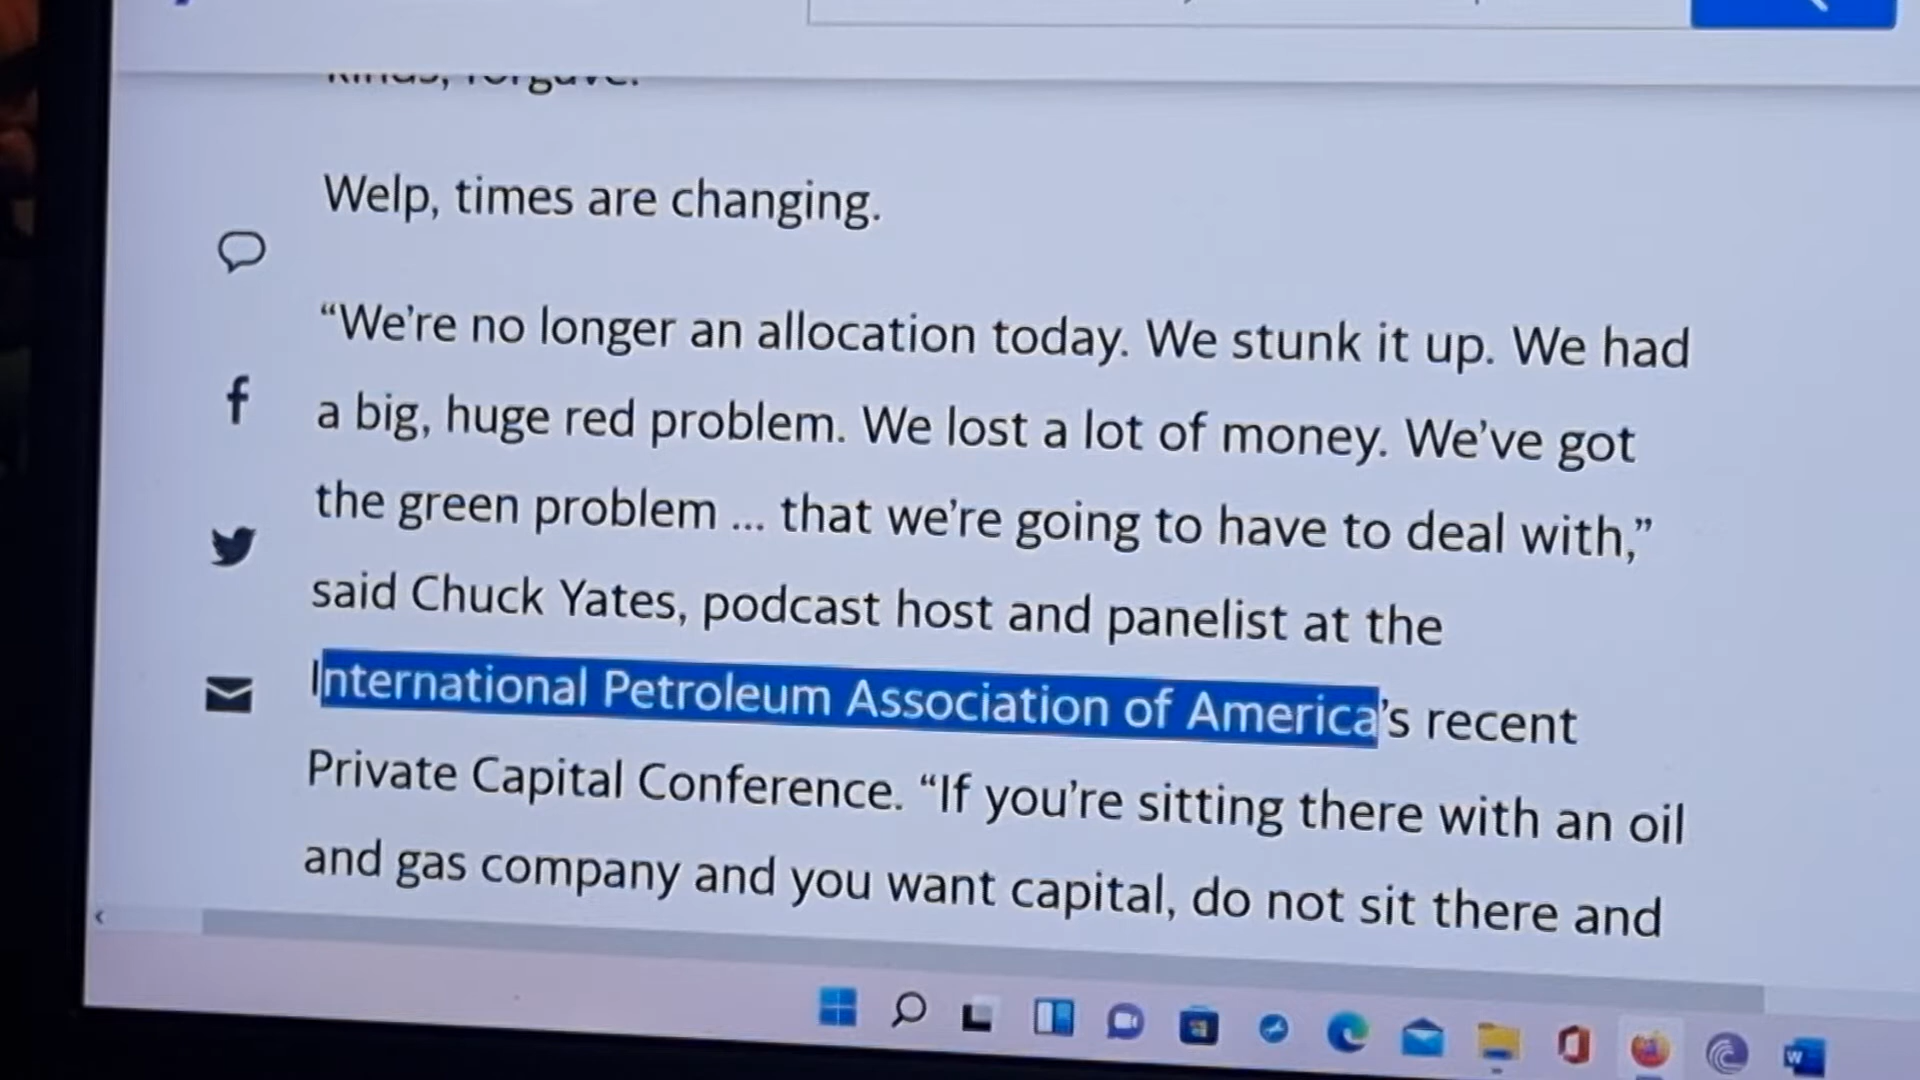 Welp, times are changing.
“We’re no longer an allocation today. We stunk it up. We had
a big, huge red problem. We lost a lot of money. We’ve got
the green problem ... that we’re going to have to deal with,”
said Chuck Yates, podcast host and panelist at the
International Petroleum Association of America’s recent
Private Capital Conference. “If you’re sitting there with an oil
and gas company and you want capital, do not sit there and